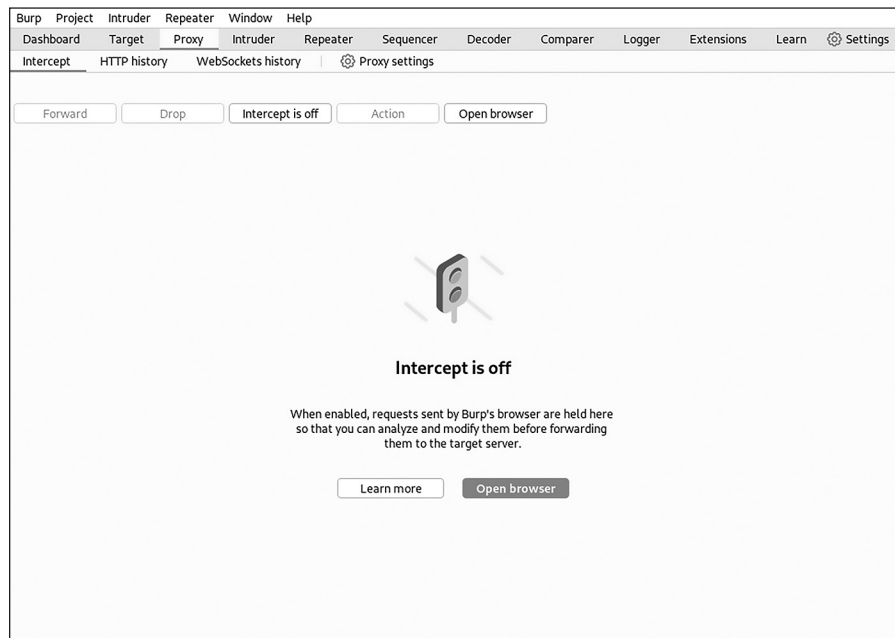 Burp Project Intruder Repeater Window Help
Dashboard Target Proxy Intruder Repeater Sequencer Decoder Comparer Logger Extensions Learn Settings
Intercept HTTP history WebSockets history Proxy settings
Forward Drop Intercept is off Action Open browser
Intercept is off
When enabled, requests sent by Burp's browser are held here
so that you can analyze and modify them before forwarding
them to the target server.
Learn more Open browser